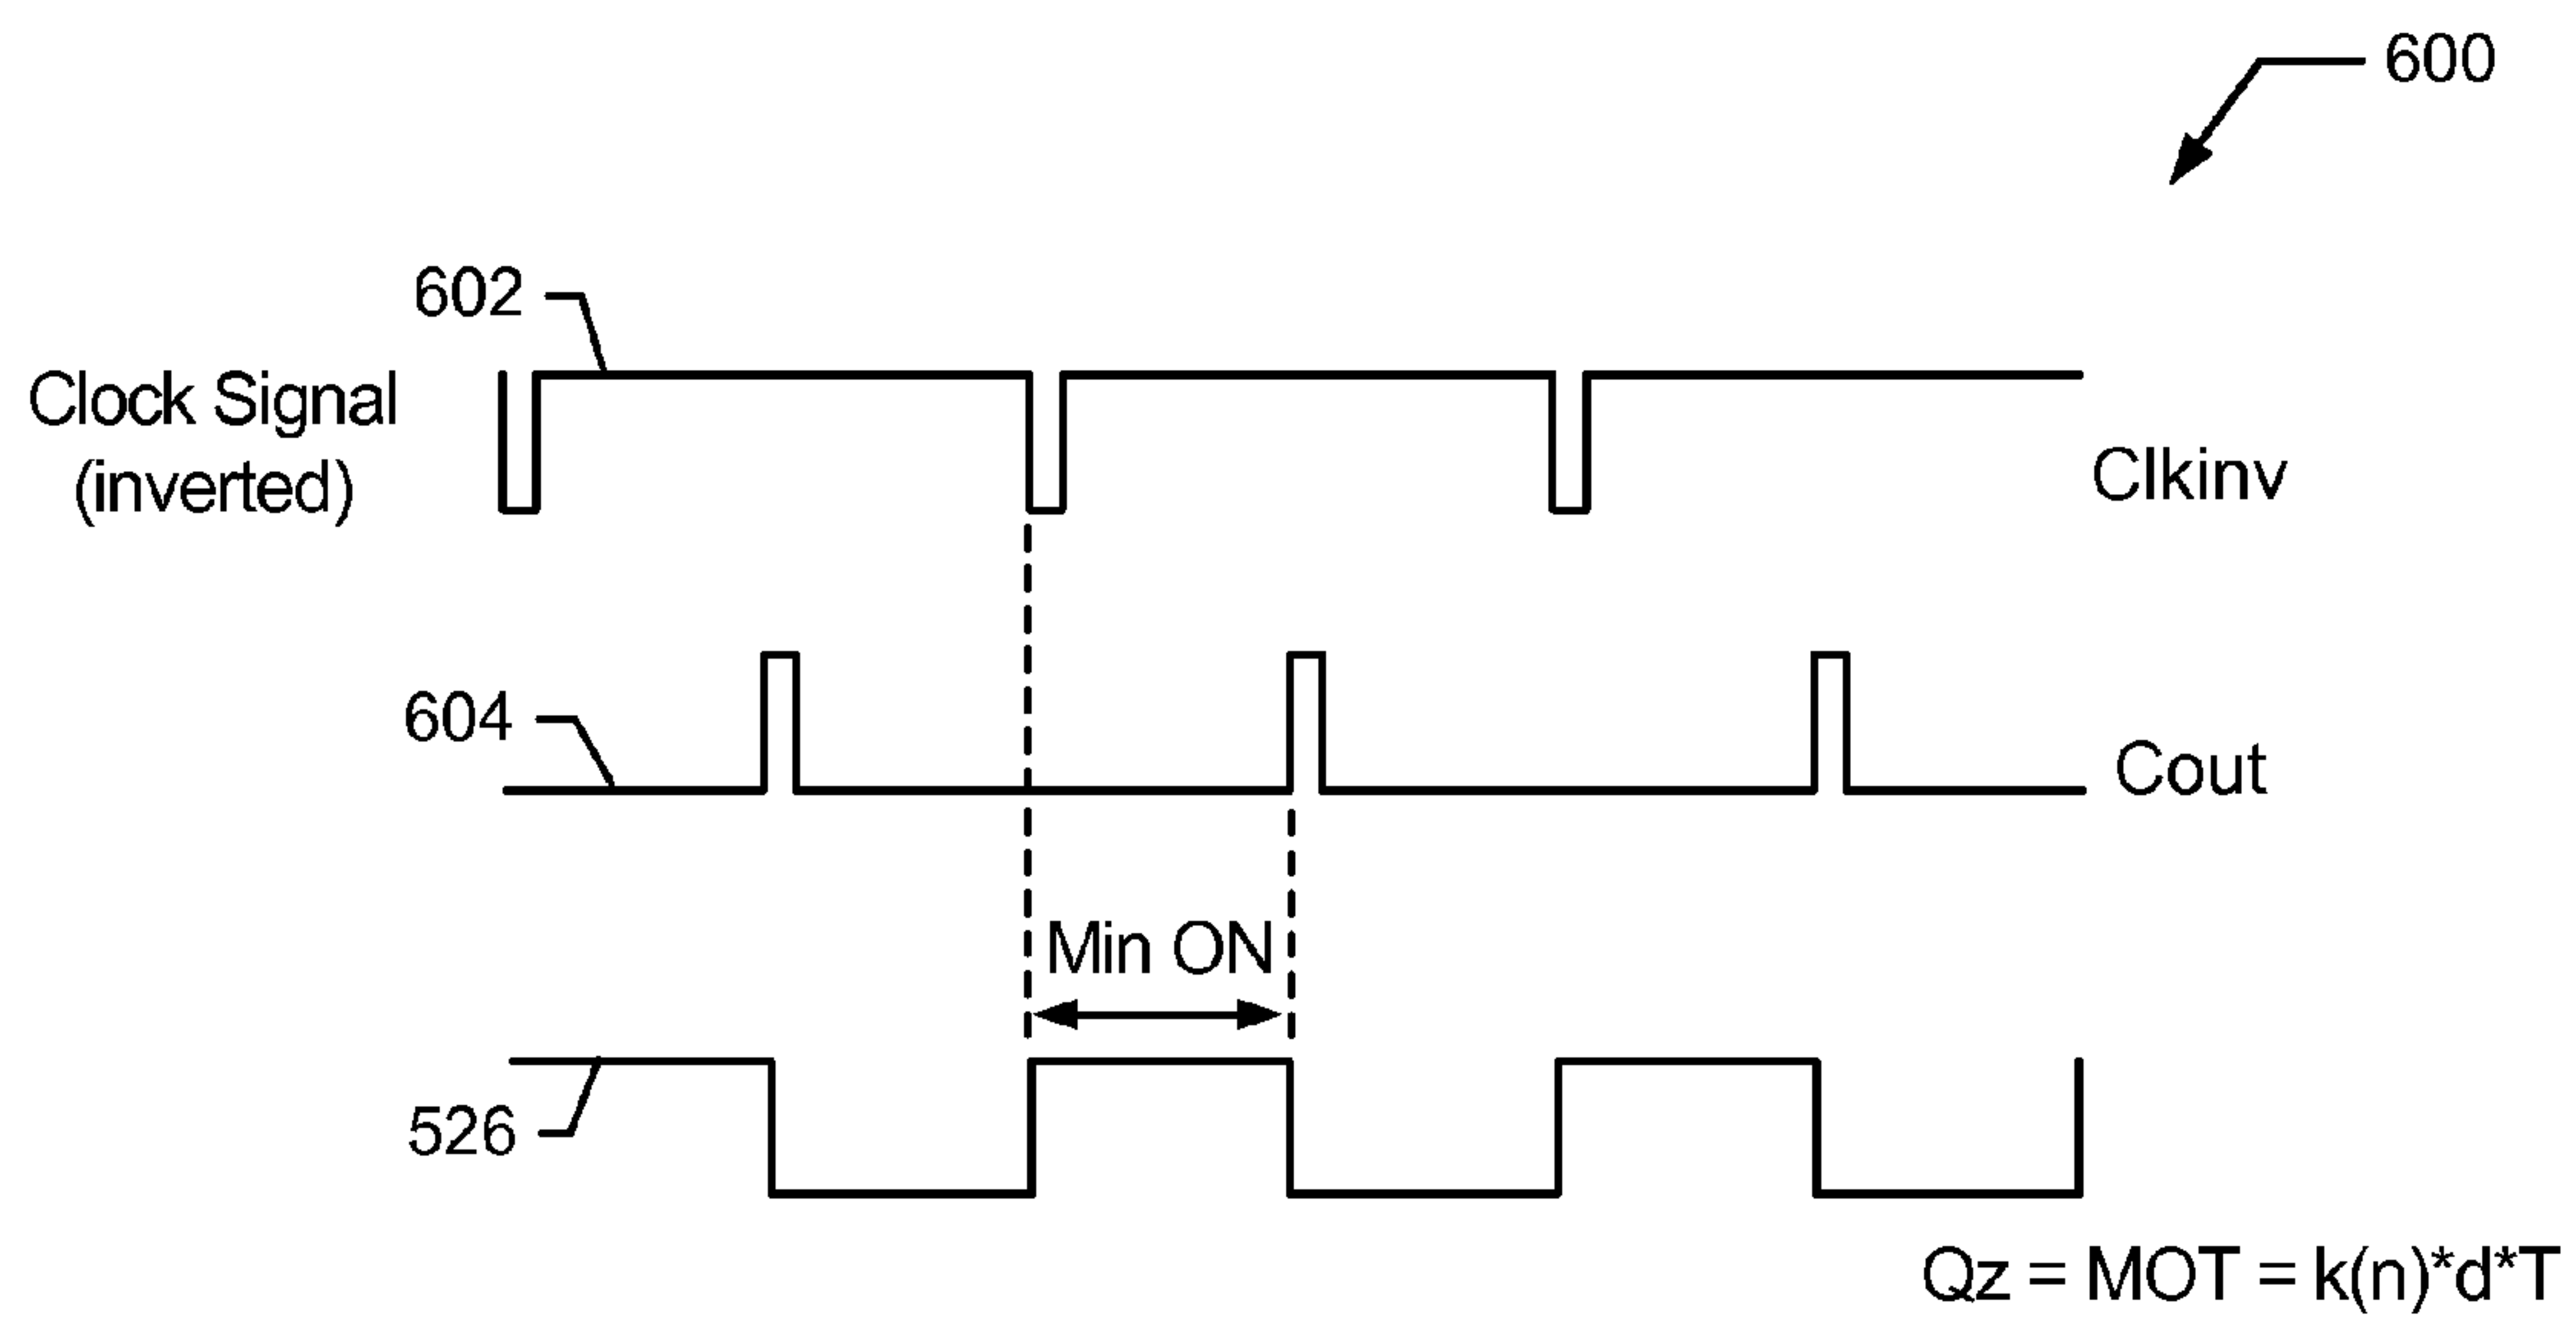 600
602
Clock Signal
(inverted)
Clkinv
604
Cout
Min ON
526
Qz = MOT = k(n)*d*T